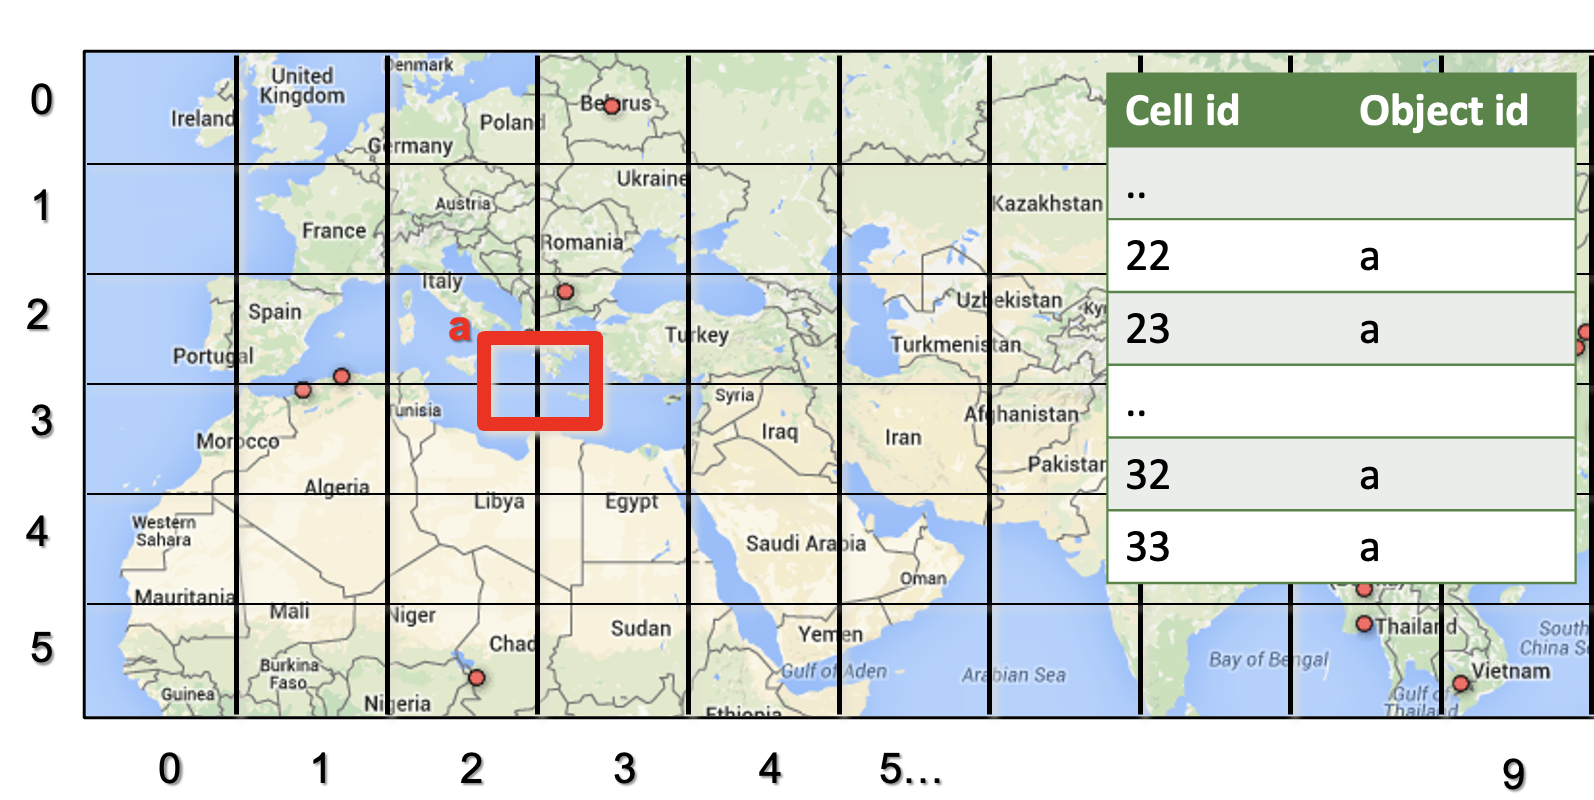 0
1
2
3
4
5
0
1
2
3
4
5...
9
Cell id Object id
..
22 a
23 a
..
32 a
33 a
a
Denmark
United
Kingdom
Ireland
Belarus
Poland
Germany
Ukraine
Austria
Kazakhstan
France
Romania
Italy
Spain
Uzbekistan
Turkey
Turkmenistan
Portugal
Syria
Tunisia
Afghanistan
Iraq
Iran
Morocco
Pakistan
Algeria
Libya
Egypt
Western
Sahara
Saudi Arabia
Oman
Mauritania
Mali
Niger
Sudan
Yemen
Thailand
South
China S
Chad
Burkina
Faso
Gulf of Aden
Arabian Sea
Bay of Bengal
Vietnam
Guinea
Nigeria
Gulf of
Thailand
Ethiopia